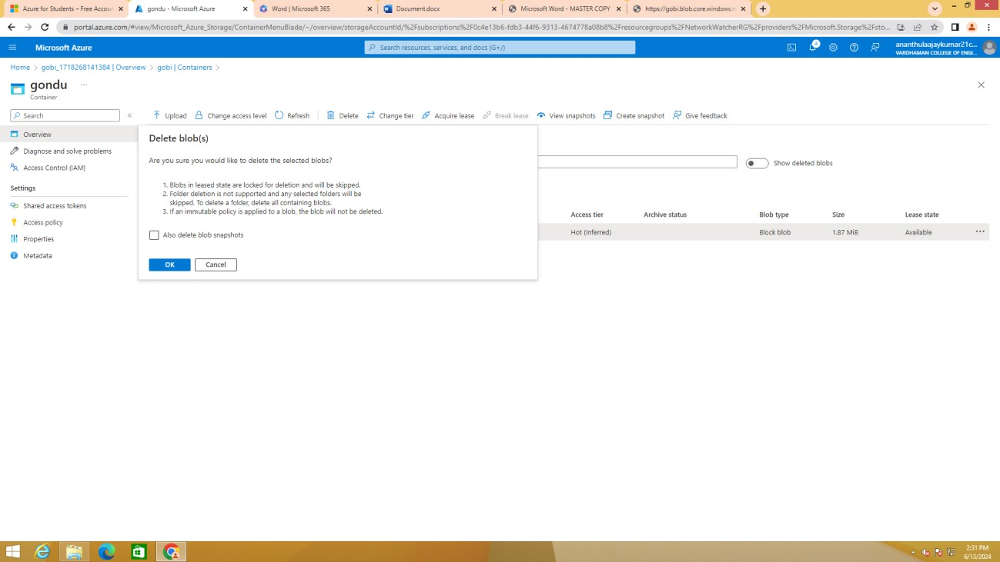 Azure for Students – Free Accou
gondu - Microsoft Azure
Word | Microsoft 365
Document.docx
Microsoft Word - MASTER COPY
https://gobi.blob.core.windows.n
portal.azure.com/#view/Microsoft_Azure_Storage/ContainerMenuBlade/~/overview/storageAccountId/%2Fsubscriptions%2F0c4e13b6-fdb3-44f6-9313-4674778a08b8%2Fresourcegroups%2FNetworkWatcherRG%2Fproviders%2FMicrosoft.Storage%2Fsto...
Microsoft Azure
Search resources, services, and docs (G+/)
4
ananthulaajaykumar21c...
VARDHAMAN COLLEGE OF ENGI...
Home > gobi_1718268141384 | Overview > gobi | Containers >
gondu ...
Container
Search
«
Upload
Change access level
Refresh
Delete
Change tier
Acquire lease
Break lease
View snapshots
Create snapshot
Give feedback
Overview
Diagnose and solve problems
Access Control (IAM)
Settings
Shared access tokens
Access policy
Properties
Metadata
Delete blob(s)
Are you sure you would like to delete the selected blobs?
1. Blobs in leased state are locked for deletion and will be skipped.
2. Folder deletion is not supported and any selected folders will be
skipped. To delete a folder, delete all containing blobs.
3. If an immutable policy is applied to a blob, the blob will not be deleted.
Also delete blob snapshots
OK
Cancel
Show deleted blobs
Access tier
Archive status
Blob type
Size
Lease state
Hot (Inferred)
Block blob
1.87 MiB
Available
...
2:31 PM
6/13/2024